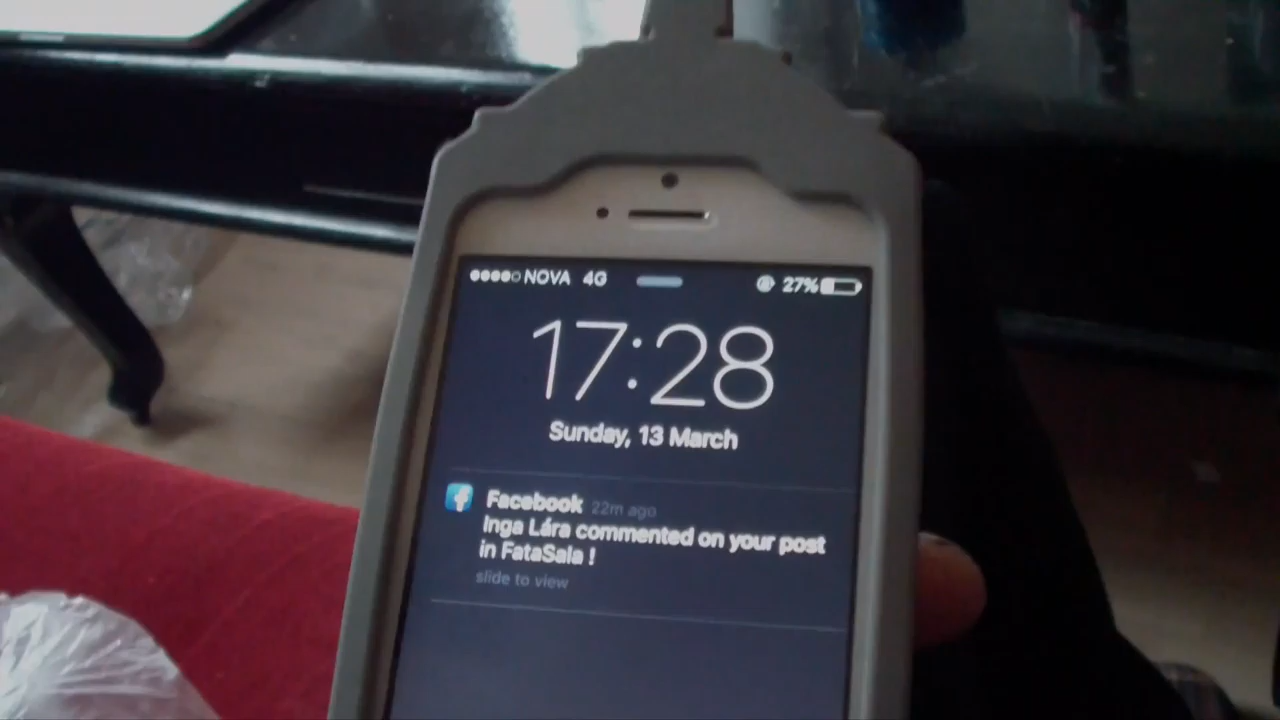 NOVA 4G 27%
17:28
Sunday, 13 March
Facebook 22m ago
Inga Lára commented on your post
in FataSala !
slide to view